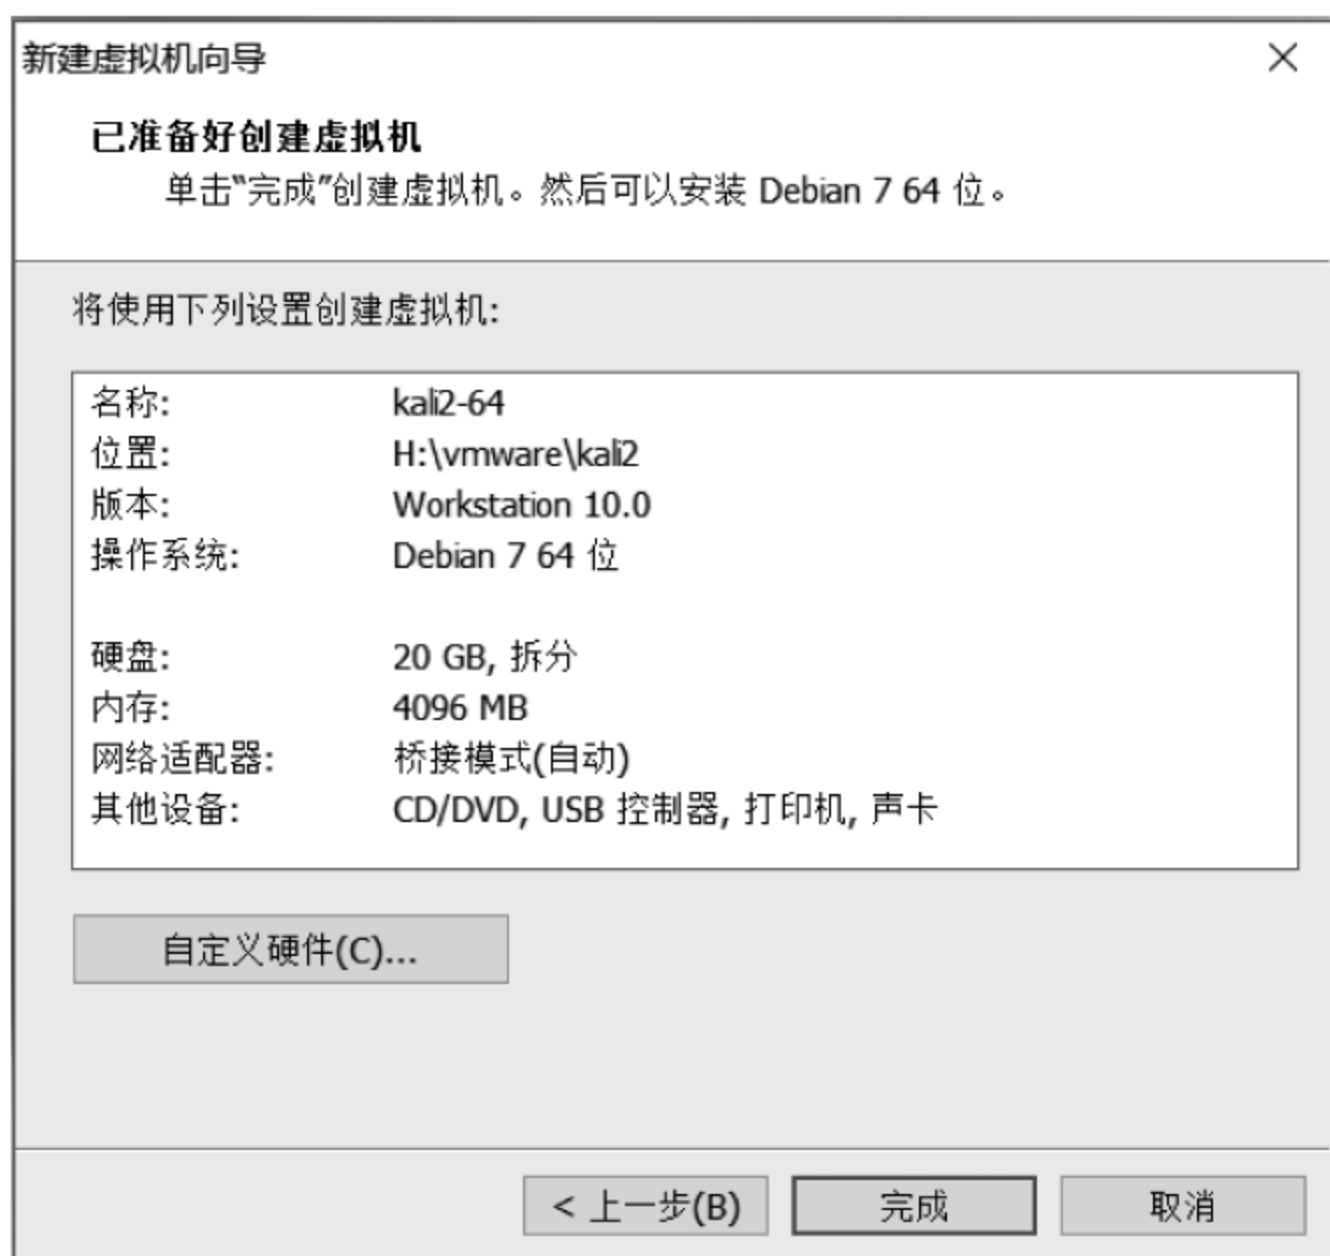 新建虚拟机向导
已准备好创建虚拟机
单击“完成”创建虚拟机。然后可以安装 Debian 7 64 位。
将使用下列设置创建虚拟机:
名称: kali2-64
位置: H:\vmware\kali2
版本: Workstation 10.0
操作系统: Debian 7 64 位
硬盘: 20 GB, 拆分
内存: 4096 MB
网络适配器: 桥接模式(自动)
其他设备: CD/DVD, USB 控制器, 打印机, 声卡
自定义硬件(C)...
< 上一步(B) 完成 取消